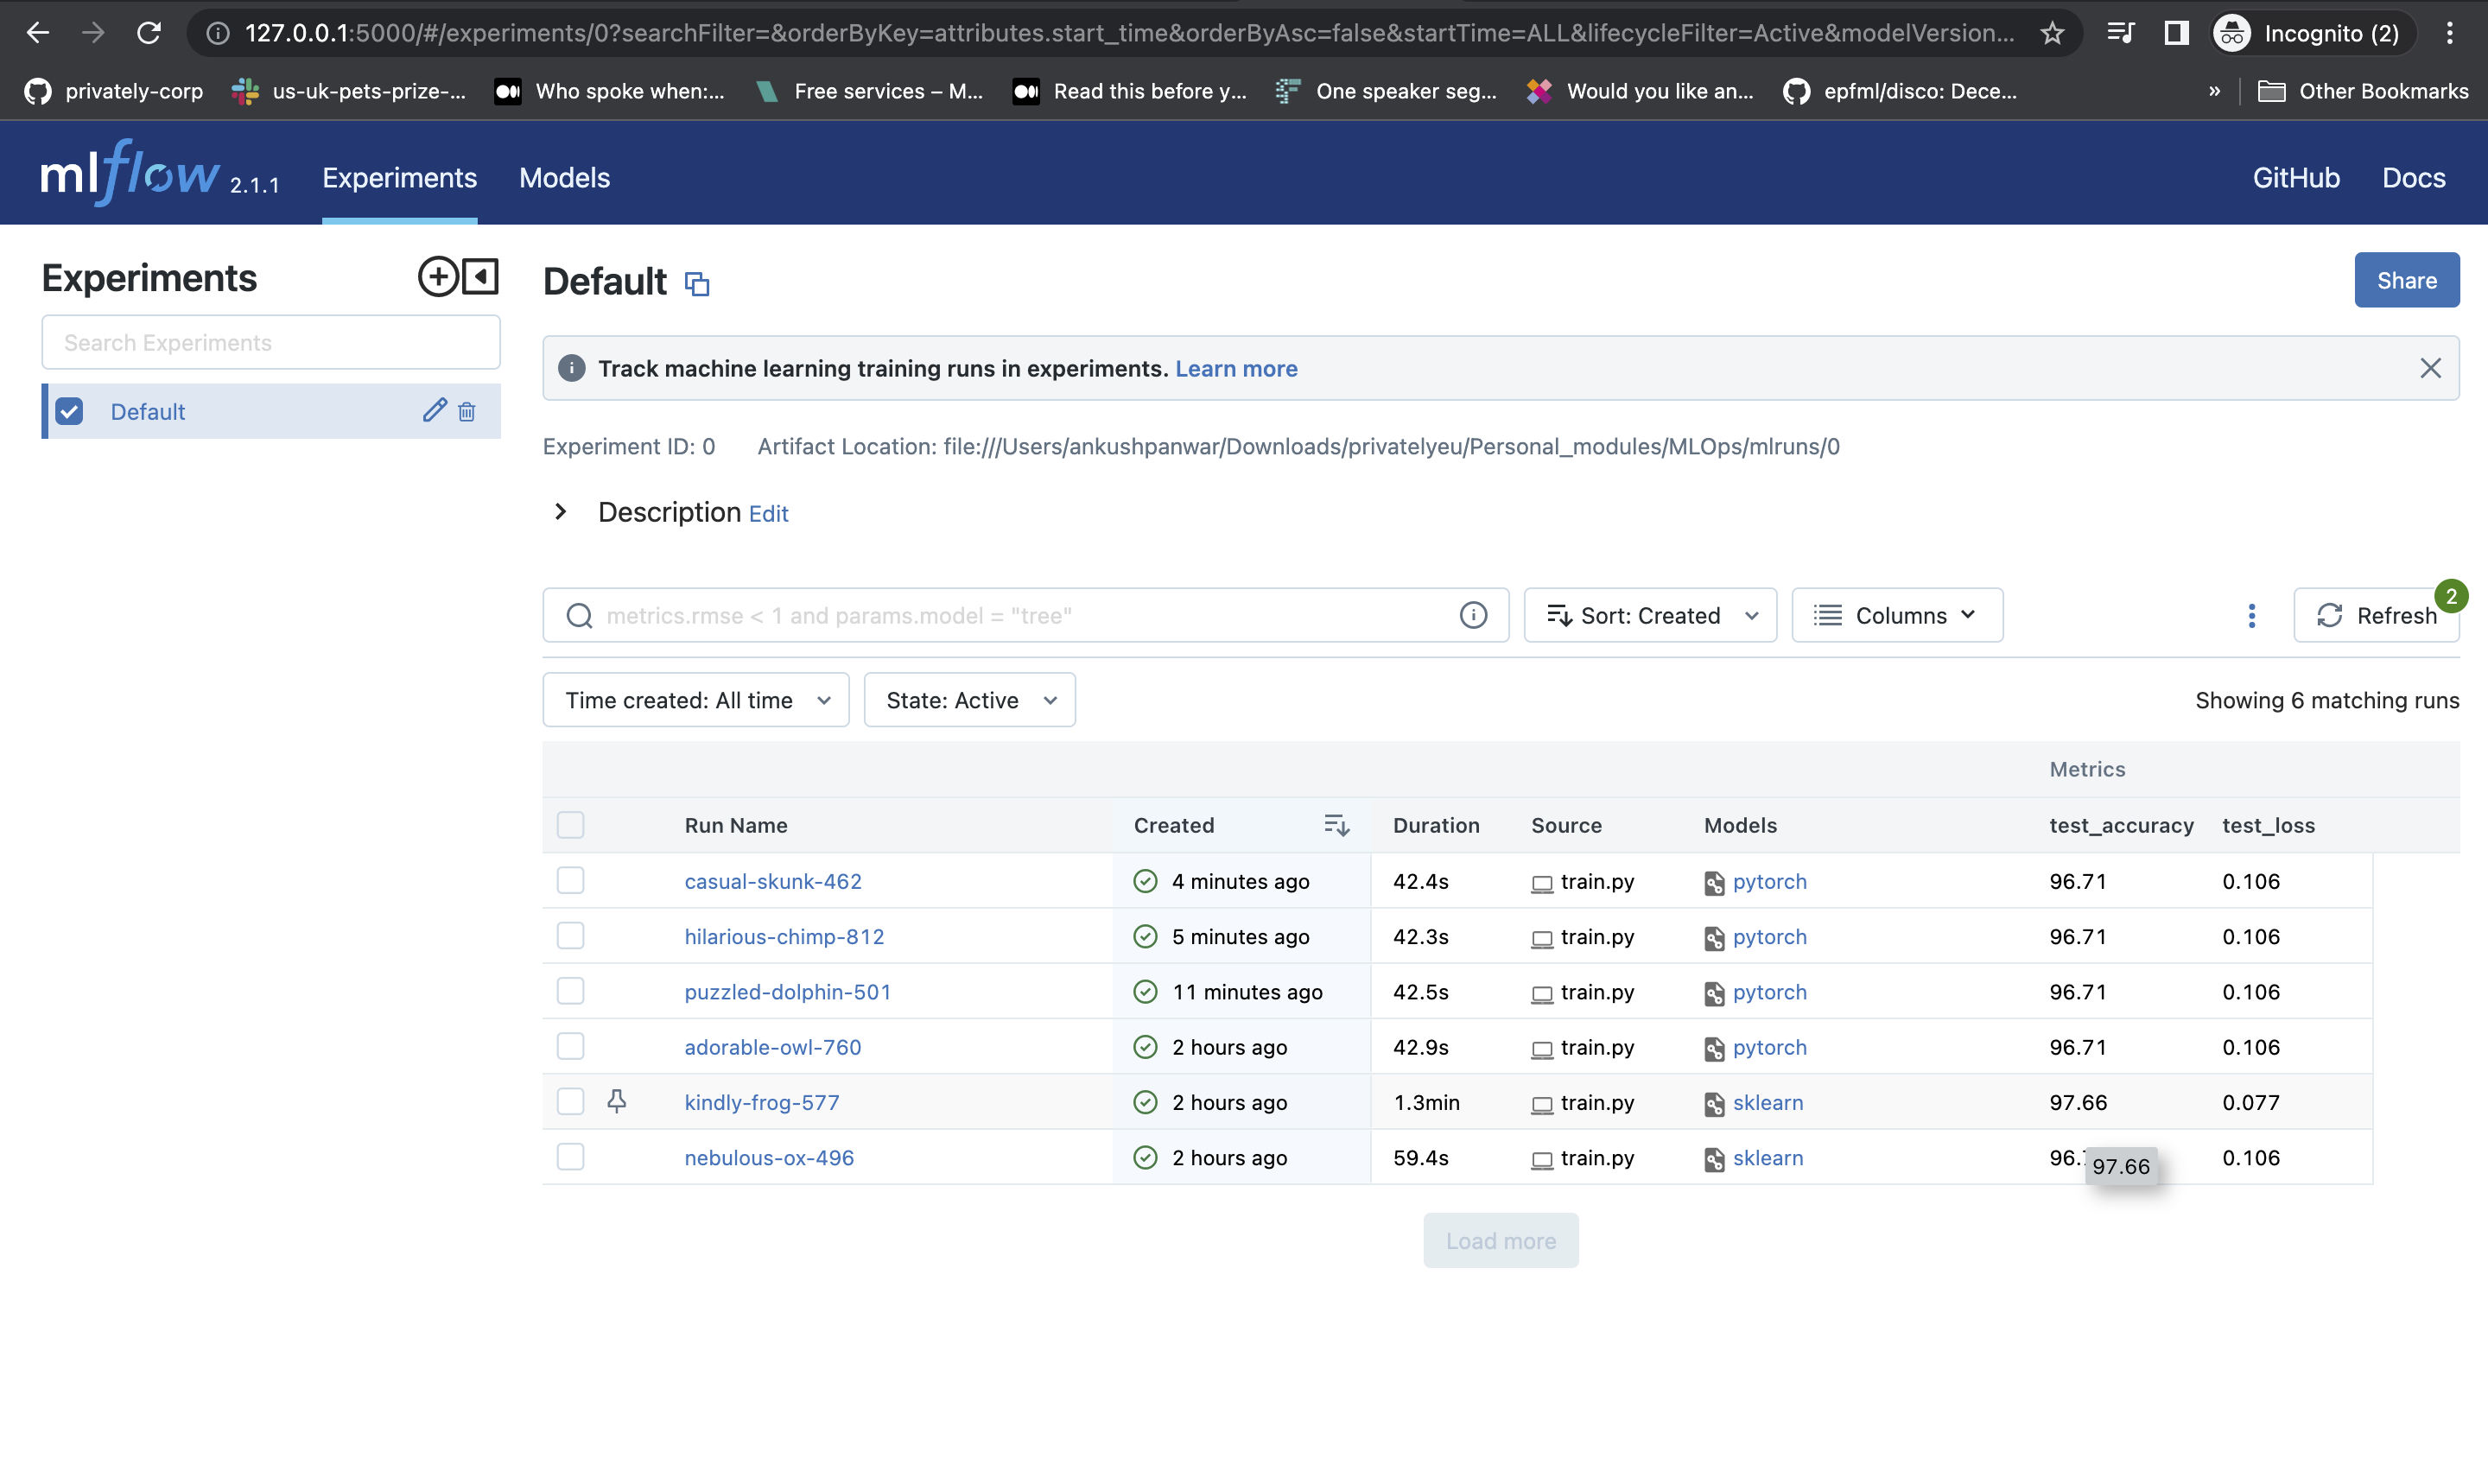 127.0.0.1:5000/#/experiments/0?searchFilter=&orderByKey=attributes.start_time&orderByAsc=false&startTime=ALL&lifecycleFilter=Active&modelVersion... Incognito (2)
privately-corp us-uk-pets-prize-... Who spoke when:... Free services – M... Read this before y... One speaker seg... Would you like an... epfml/disco: Dece... » Other Bookmarks
mlflow 2.1.1 Experiments Models GitHub Docs
Experiments
Search Experiments
Default
Default
Share
Track machine learning training runs in experiments. Learn more
Experiment ID: 0 Artifact Location: file:///Users/ankushpanwar/Downloads/privatelyeu/Personal_modules/MLOps/mlruns/0
Description Edit
metrics.rmse < 1 and params.model = "tree" Sort: Created Columns Refresh 2
Time created: All time State: Active Showing 6 matching runs
Metrics
Run Name Created Duration Source Models test_accuracy test_loss
casual-skunk-462 4 minutes ago 42.4s train.py pytorch 96.71 0.106
hilarious-chimp-812 5 minutes ago 42.3s train.py pytorch 96.71 0.106
puzzled-dolphin-501 11 minutes ago 42.5s train.py pytorch 96.71 0.106
adorable-owl-760 2 hours ago 42.9s train.py pytorch 96.71 0.106
kindly-frog-577 2 hours ago 1.3min train.py sklearn 97.66 0.077
nebulous-ox-496 2 hours ago 59.4s train.py sklearn 0.106
97.66
Load more